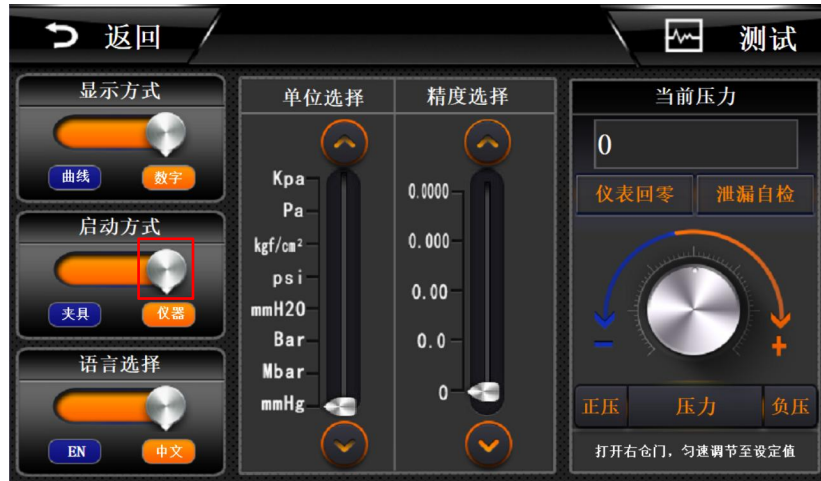 返回
测试
显示方式
曲线
数字
启动方式
夹具
仪器
语言选择
EN
中文
单位选择
Kpa
Pa
kgf/cm²
psi
mmH20
Bar
Mbar
mmHg
精度选择
0.0000
0.000
0.00
0.0
0
当前压力
0
仪表回零
泄漏自检
-
+
正压
压力
负压
打开右仓门，匀速调节至设定值